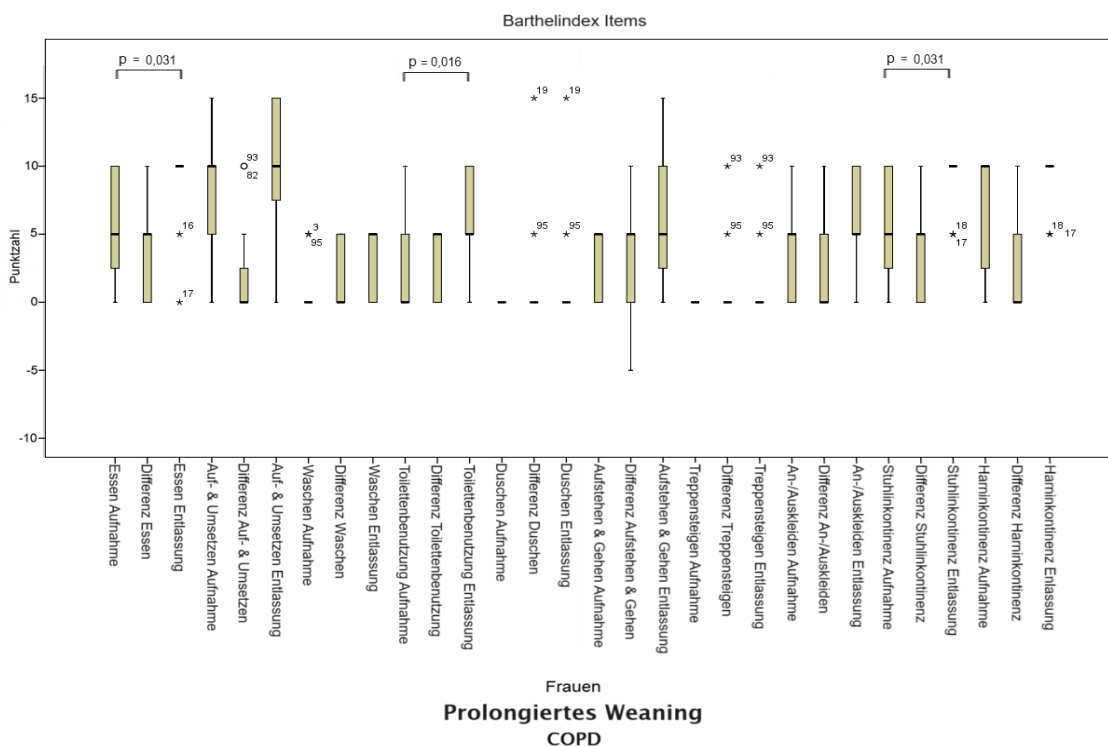 Barthelindex Items
p = 0,031
p = 0,016
p = 0,031
Punktzahl
15
10
5
0
-5
-10
16
17
93
82
3
95
19
95
19
95
93
95
93
95
18
17
18 17
Essen Aufnahme
Differenz Essen
Essen Entlassung
Auf- & Umsetzen Aufnahme
Differenz Auf- & Umsetzen
Auf- & Umsetzen Entlassung
Waschen Aufnahme
Differenz Waschen
Waschen Entlassung
Toilettenbenutzung Aufnahme
Differenz Toilettenbenutzung
Toilettenbenutzung Entlassung
Duschen Aufnahme
Differenz Duschen
Duschen Entlassung
Aufstehen & Gehen Aufnahme
Differenz Aufstehen & Gehen
Aufstehen & Gehen Entlassung
Treppensteigen Aufnahme
Differenz Treppensteigen
Treppensteigen Entlassung
An-/Auskleiden Aufnahme
Differenz An-/Auskleiden
An-/Auskleiden Entlassung
Stuhlinkontinenz Aufnahme
Differenz Stuhlinkontinenz
Stuhlinkontinenz Entlassung
Harninkontinenz Aufnahme
Differenz Harninkontinenz
Harninkontinenz Enlassung
Frauen
Prolongiertes Weaning
COPD